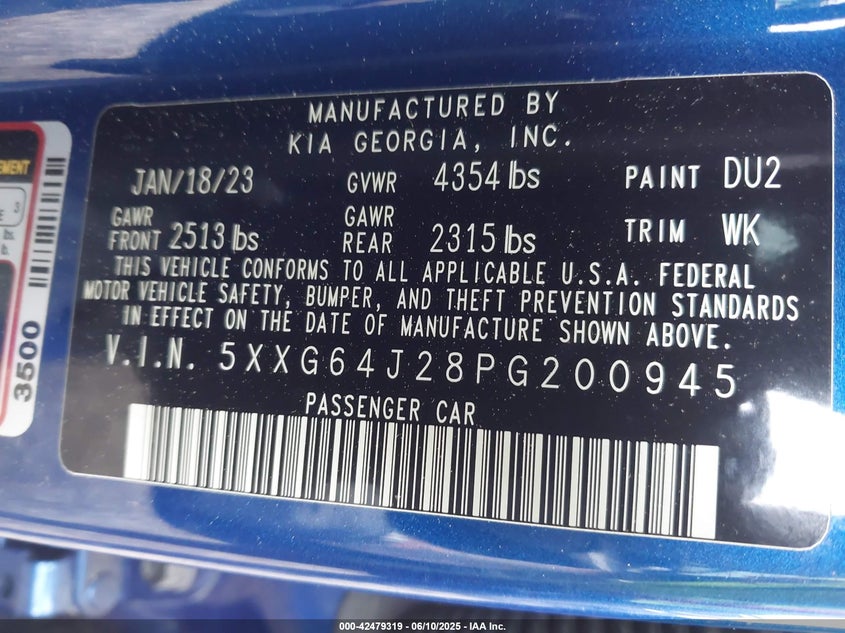 MANUFACTURED BY
KIA GEORGIA, INC.
JAN/18/23 GVWR 4354 lbs PAINT DU2
GAWR FRONT 2513 lbs GAWR REAR 2315 lbs TRIM WK
THIS VEHICLE CONFORMS TO ALL APPLICABLE U.S.A. FEDERAL
MOTOR VEHICLE SAFETY, BUMPER, AND THEFT PREVENTION STANDARDS
IN EFFECT ON THE DATE OF MANUFACTURE SHOWN ABOVE.
V.I.N. 5XXG64J28PG200945
PASSENGER CAR
3500
3
000-42479319 - 06/10/2025 - IAA Inc.